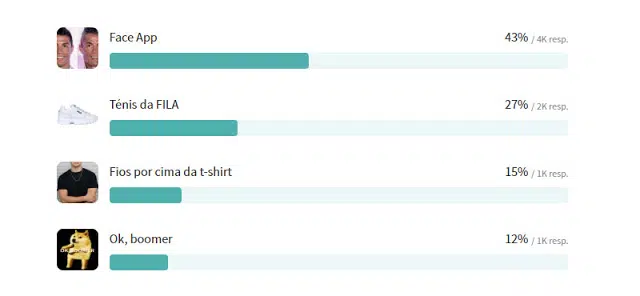 Face App 43% / 4K resp.
Ténis da FILA 27% / 2K resp.
Fios por cima da t-shirt 15% / 1K resp.
Ok, boomer 12% / 1K resp.